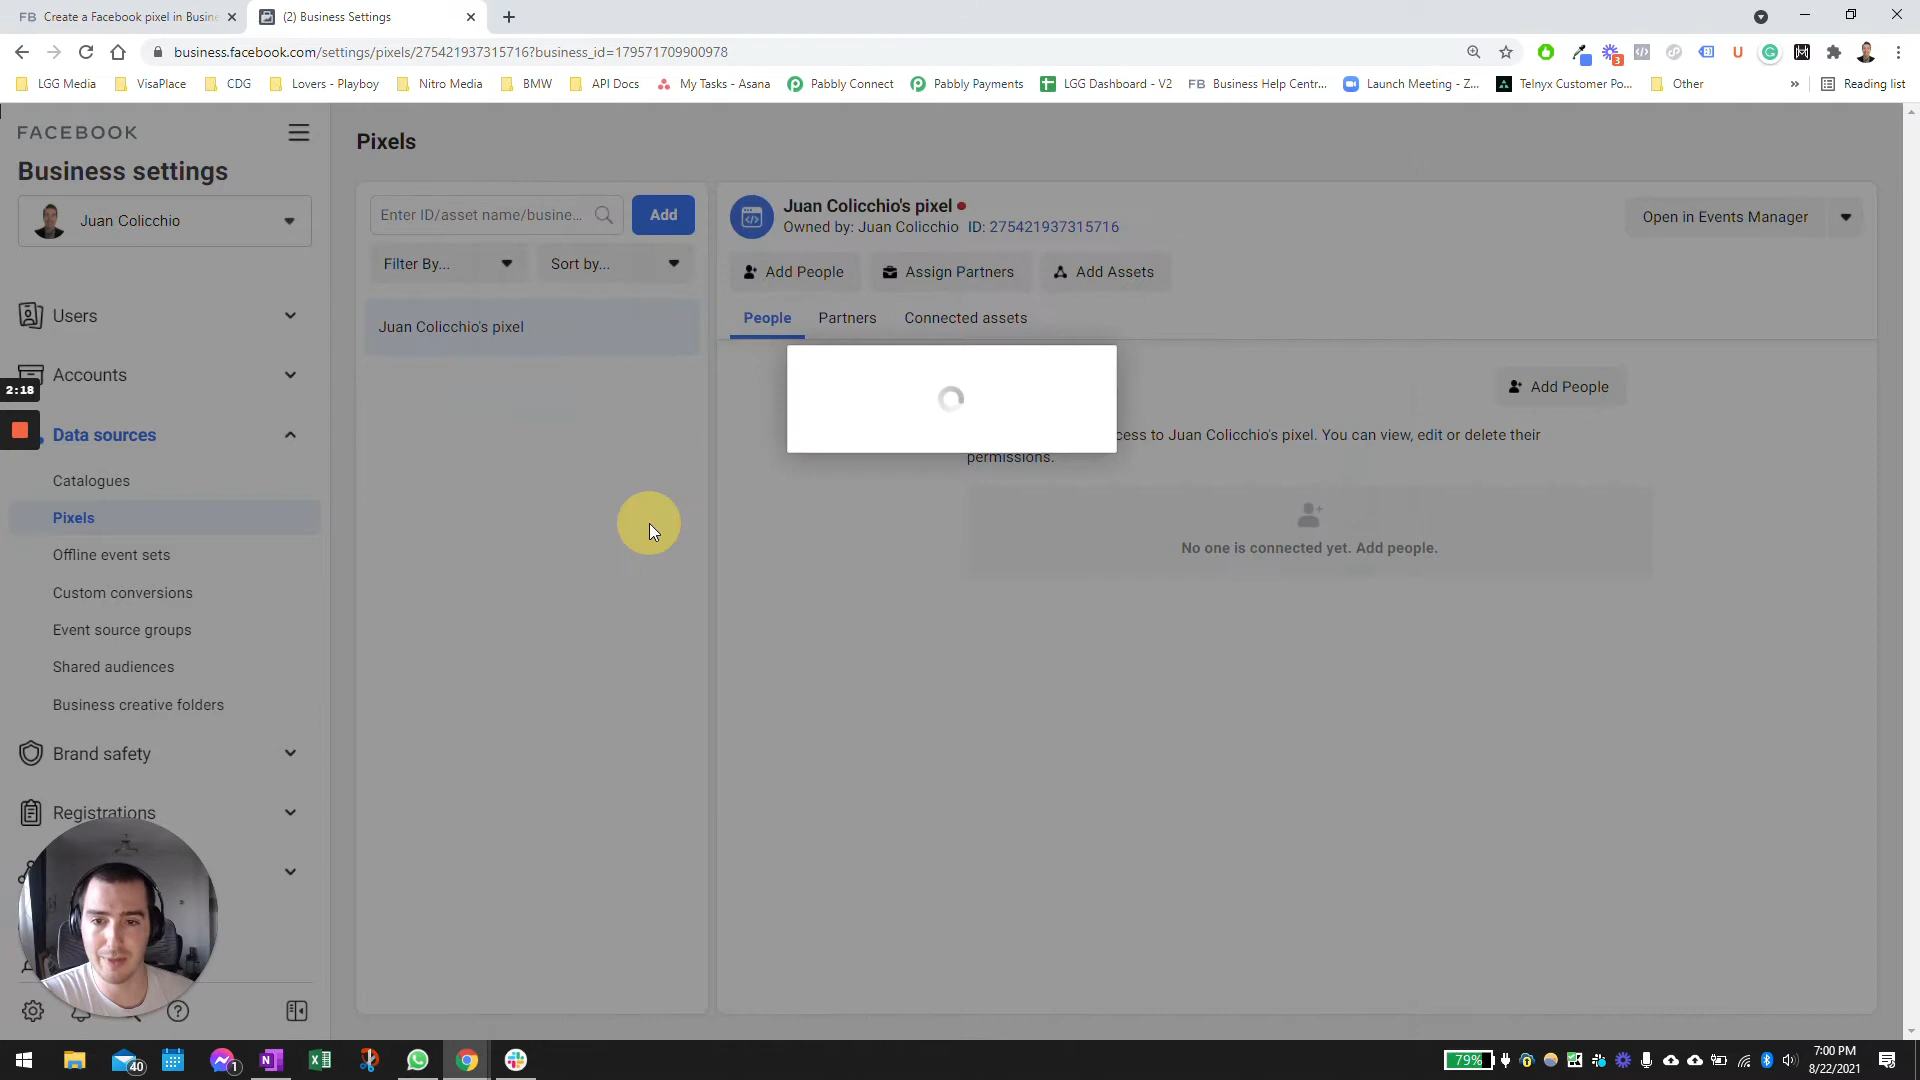 FB Create a Facebook pixel in Busine
(2) Business Settings
business.facebook.com/settings/pixels/275421937315716?business_id=179571709900978
3
LGG Media
VisaPlace
CDG
Lovers - Playboy
Nitro Media
BMW
API Docs
My Tasks - Asana
Pabbly Connect
Pabbly Payments
LGG Dashboard - V2
FB Business Help Centr...
Launch Meeting - Z...
Telnyx Customer Po...
Other
»
Reading list
FACEBOOK
Business settings
Juan Colicchio
Users
Accounts
2:18
Data sources
Catalogues
Pixels
Offline event sets
Custom conversions
Event source groups
Shared audiences
Business creative folders
Brand safety
Registrations
Pixels
Enter ID/asset name/busine...
Add
Filter By...
Sort by...
Juan Colicchio's pixel
Juan Colicchio's pixel
Owned by: Juan Colicchio ID: 275421937315716
Open in Events Manager
Add People
Assign Partners
Add Assets
People
Partners
Connected assets
Add People
cess to Juan Colicchio's pixel. You can view, edit or delete their
permissions.
No one is connected yet. Add people.
40
1
79%
7:00 PM
8/22/2021